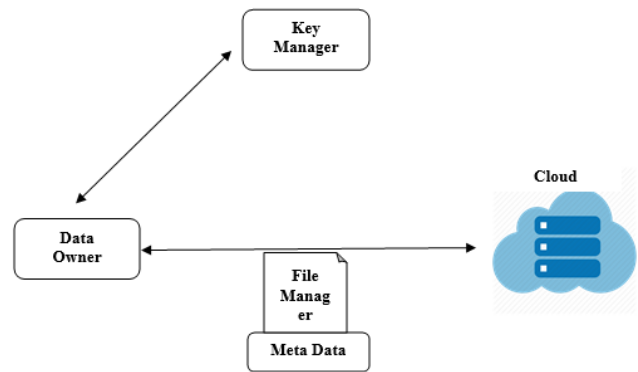 Key
Manager
Cloud
Data
Owner
File
Manag
er
Meta Data